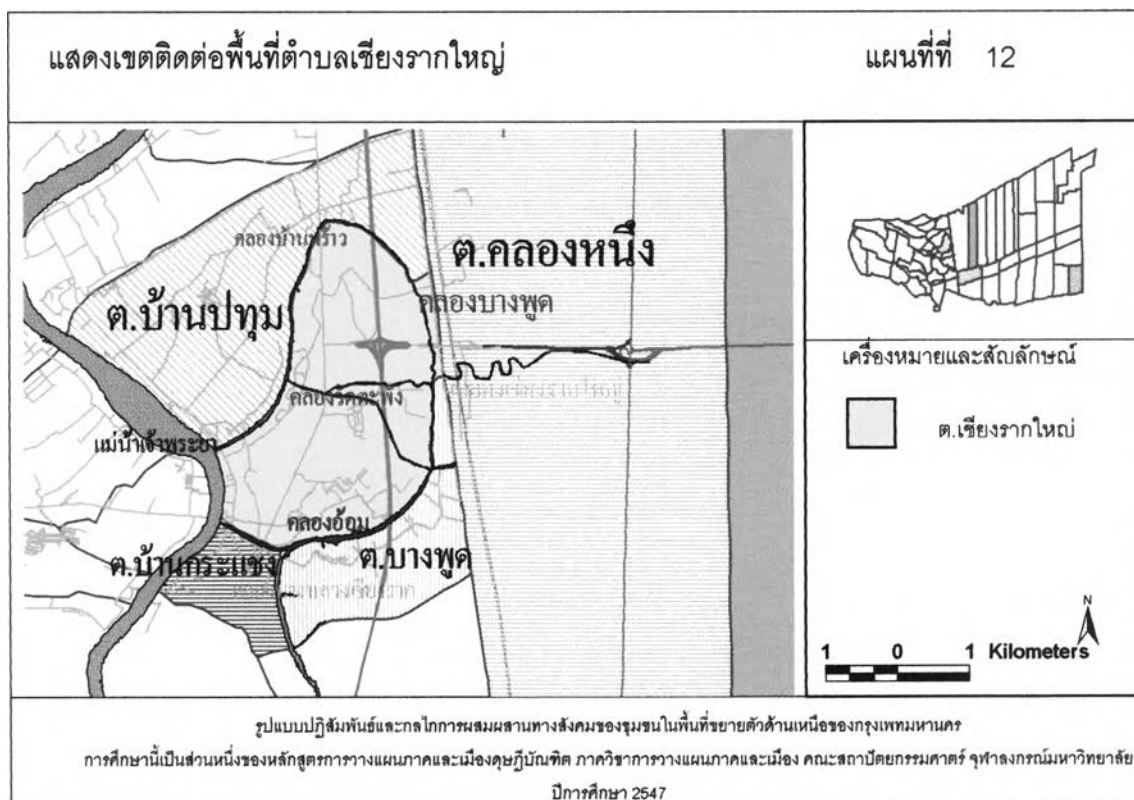 แสดงเขตติดต่อพื้นที่ตำบลเชียงรากใหญ่
แผนที่ที่ 12
คลองบ้านพร้าว
ต.คลองหนึ่ง
ต.บ้านปทุม
คลองบางพูด
คลองวัดตะพัง
แม่น้ำเจ้าพระยา
คลองอ้อม
ต.บ้านกระแชง
ต.บางพูด
เครื่องหมายและสัญลักษณ์
ต.เชียงรากใหญ่
N
1 0 1 Kilometers
รูปแบบปฏิสัมพันธ์และกลไกการผสมผสานทางสังคมของชุมชนในพื้นที่ขยายตัวด้านเหนือของกรุงเทพมหานคร
การศึกษานี้เป็นส่วนหนึ่งของหลักสูตรการวางแผนภาคและเมืองดุษฎีบัณฑิต ภาควิชาการวางแผนภาคและเมือง คณะสถาปัตยกรรมศาตร์ จุฬาลงกรณ์มหาวิทยาลัย
ปีการศึกษา 2547